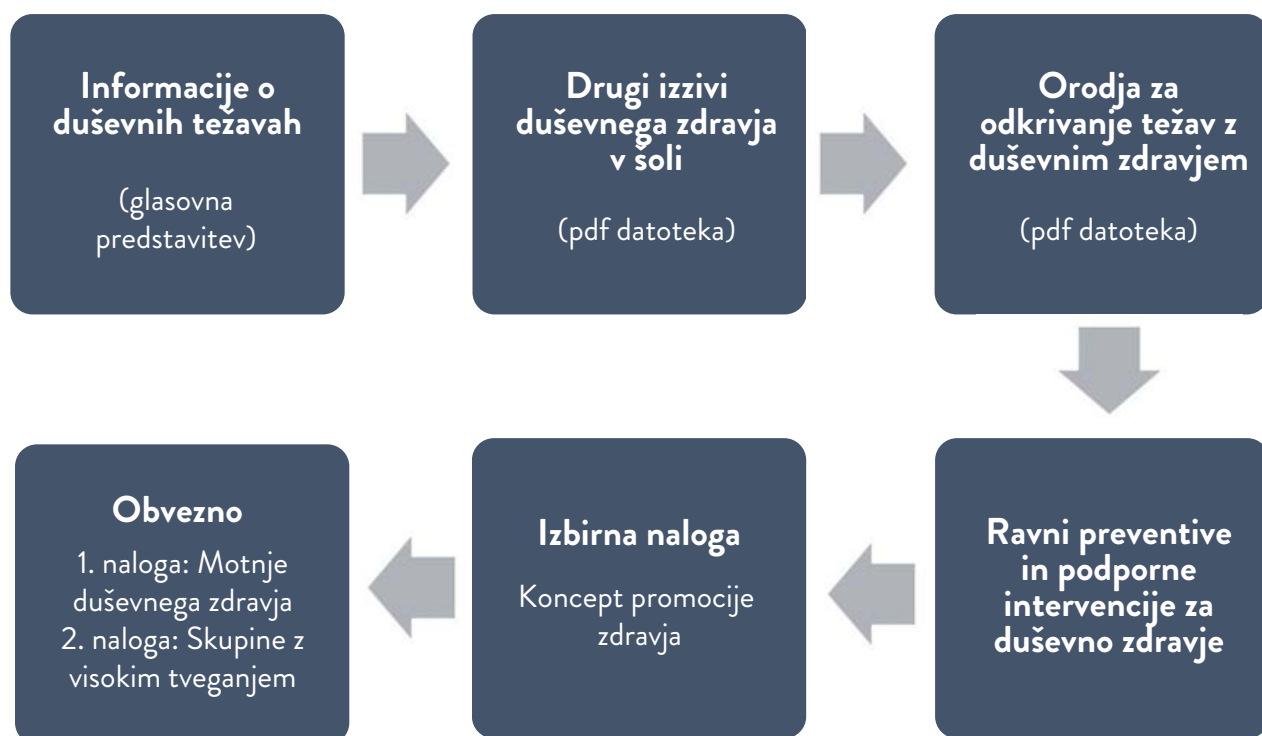 Informacije o
duševnih težavah
(glasovna
predstavitev)
Drugi izzivi
duševnega zdravja
v šoli
(pdf datoteka)
Orodja za
odkrivanje težav z
duševnim zdravjem
(pdf datoteka)
Ravni preventive
in podporne
intervencije za
duševno zdravje
Izbirna naloga
Koncept promocije
zdravja
Obvezno
1. naloga: Motnje
duševnega zdravja
2. naloga: Skupine z
visokim tveganjem